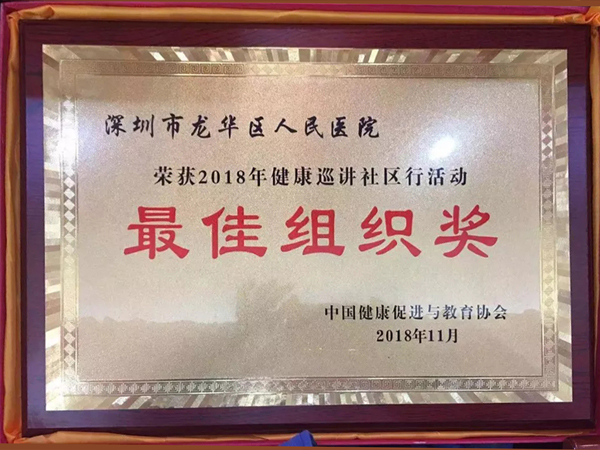 深圳市龙华区人民医院
荣获2018年健康巡讲社区行活动
最佳组织奖
中国健康促进与教育协会
2018年11月